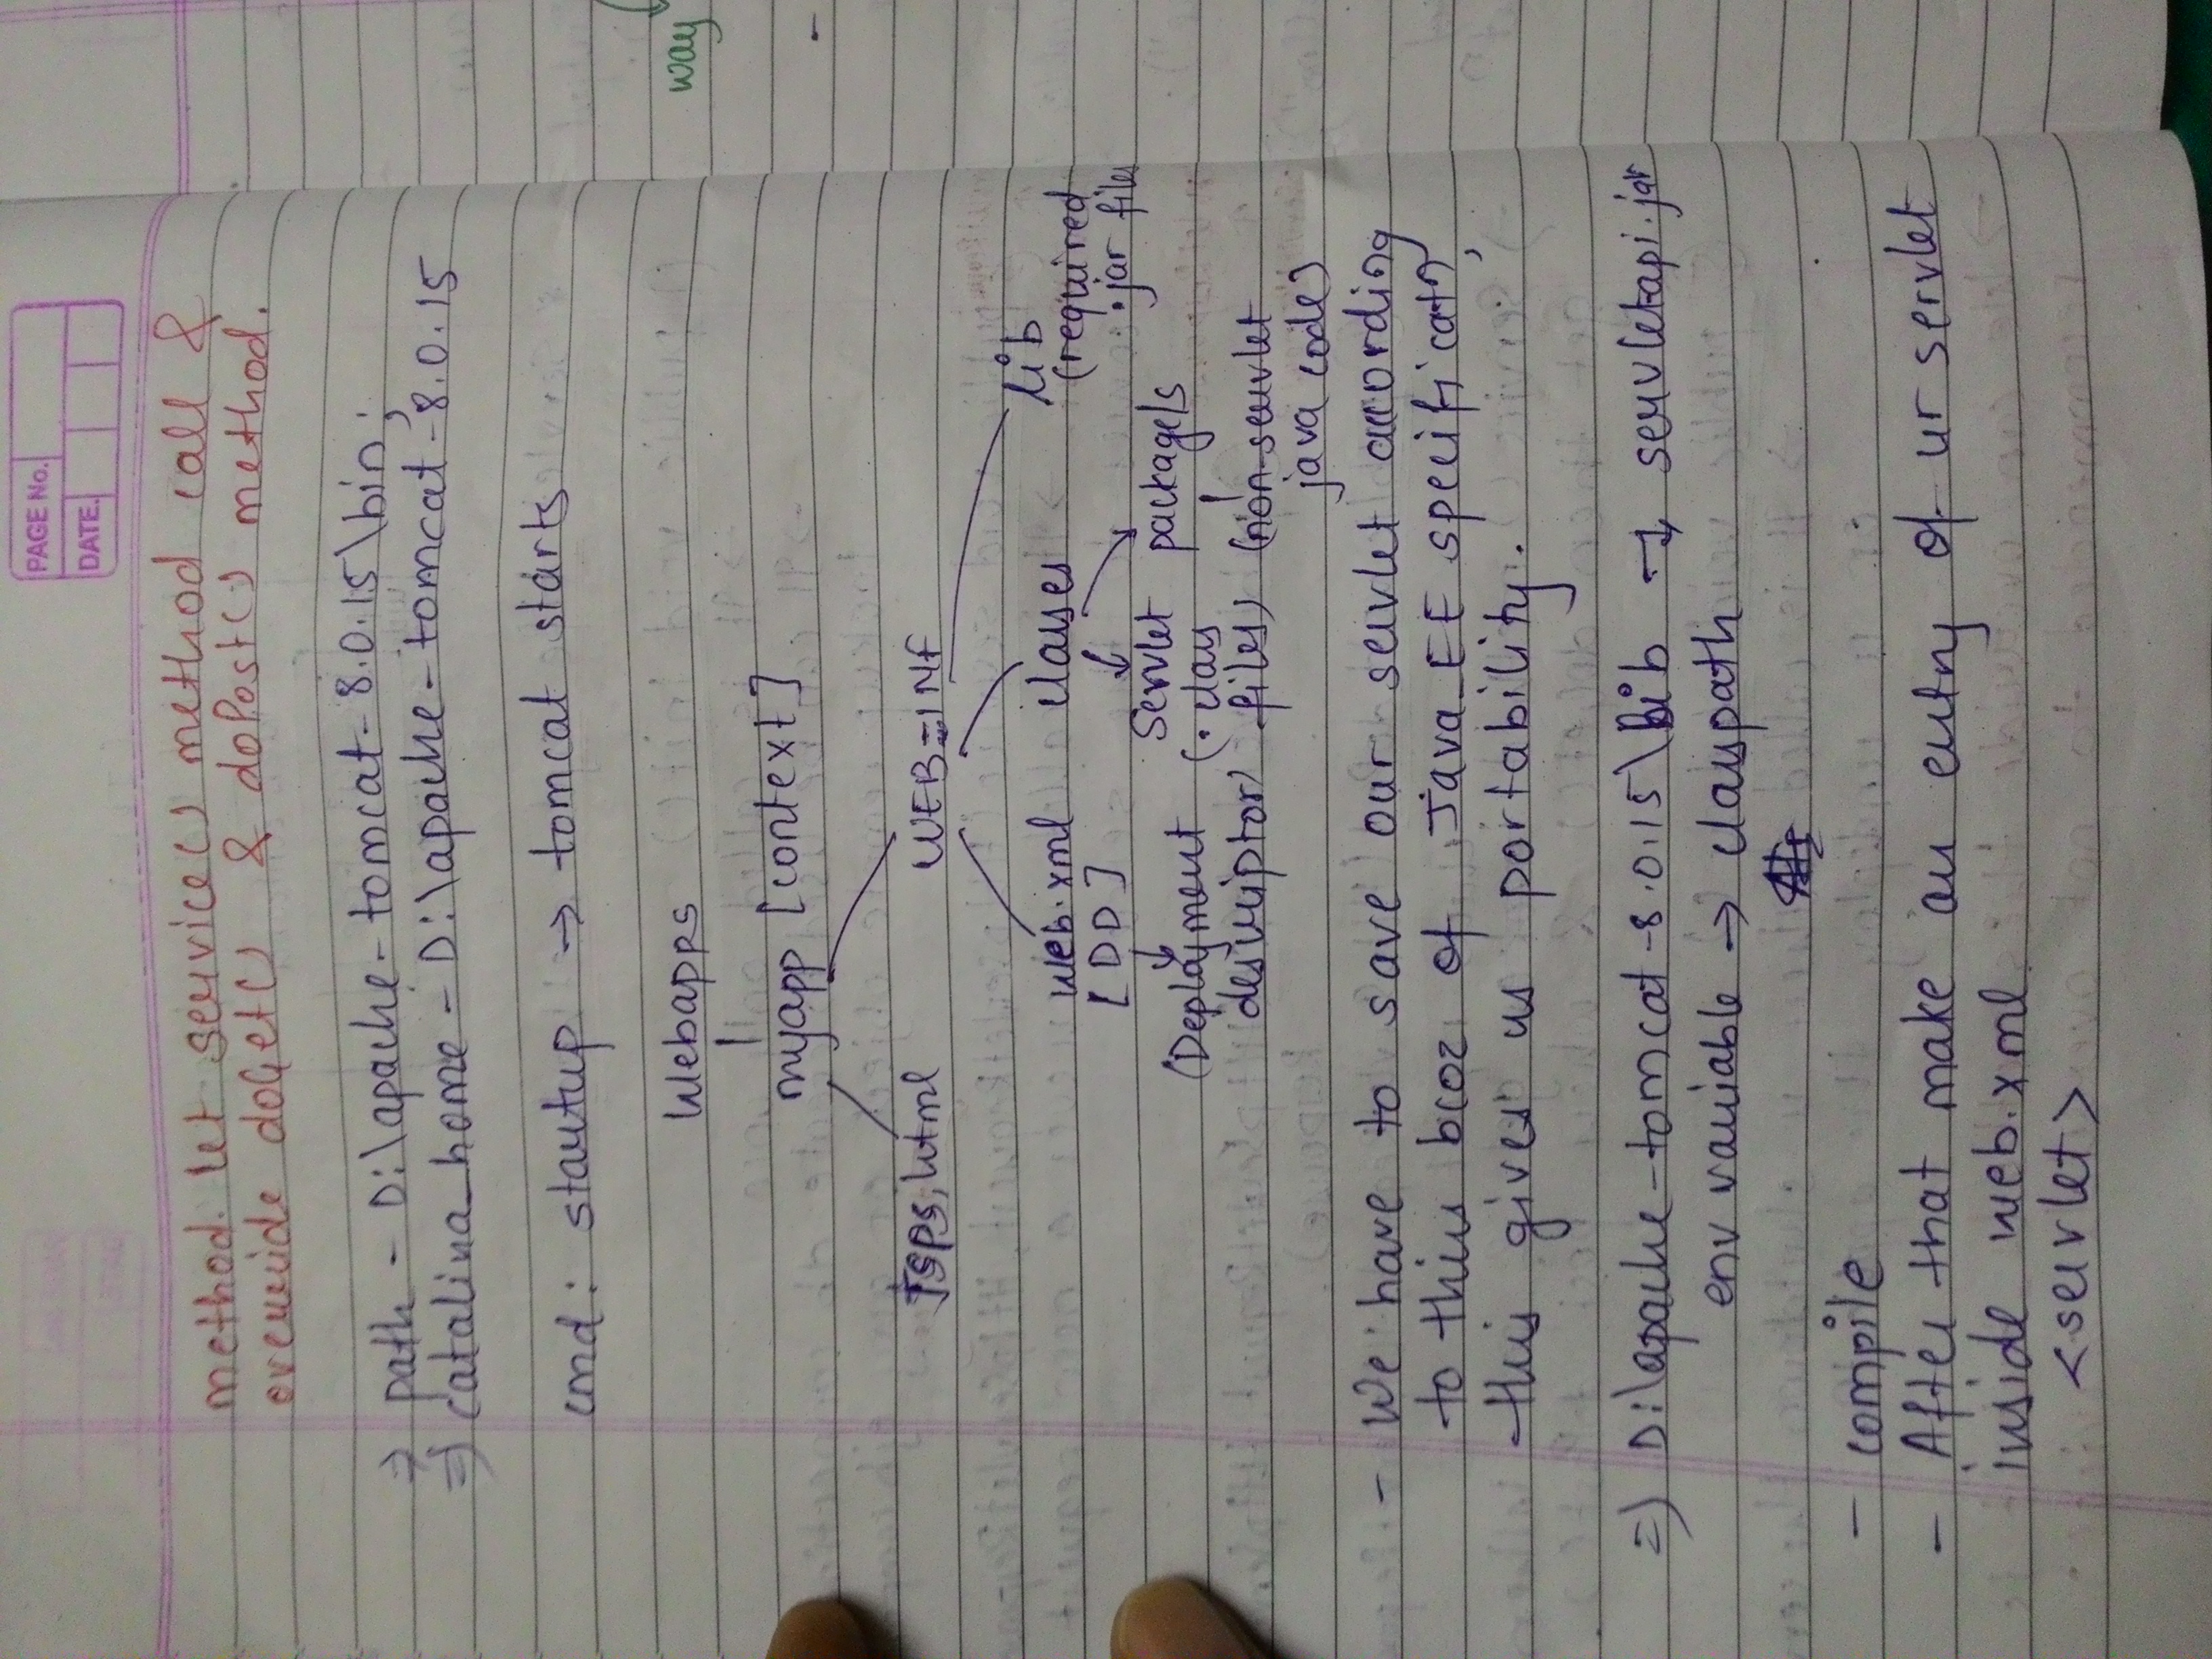 PAGE No.
DATE.
method. let service() method call &
override doGet() & doPost() method.
⇒ path - D:\apache-tomcat-8.0.15\bin;
⇒ catalina_home - D:\apache-tomcat-8.0.15
cmd: startup → tomcat starts
Webapps
way
myapp [context]
JSPs, html WEB-INF
web.xml classes lib
[DD] (required
.jar files
Servlet package/s
(Deployment (.class
descriptor) files) (non-servlet
java code)
- We have to save our servlet according
to this bcoz of Java EE specificatn,
this gives us portability.
⇒ D:\apache-tomcat-8.0.15\lib → servletapi.jar
env variable → classpath
- compile
- After that make an entry of ur servlet
inside web.xml
<servlet>